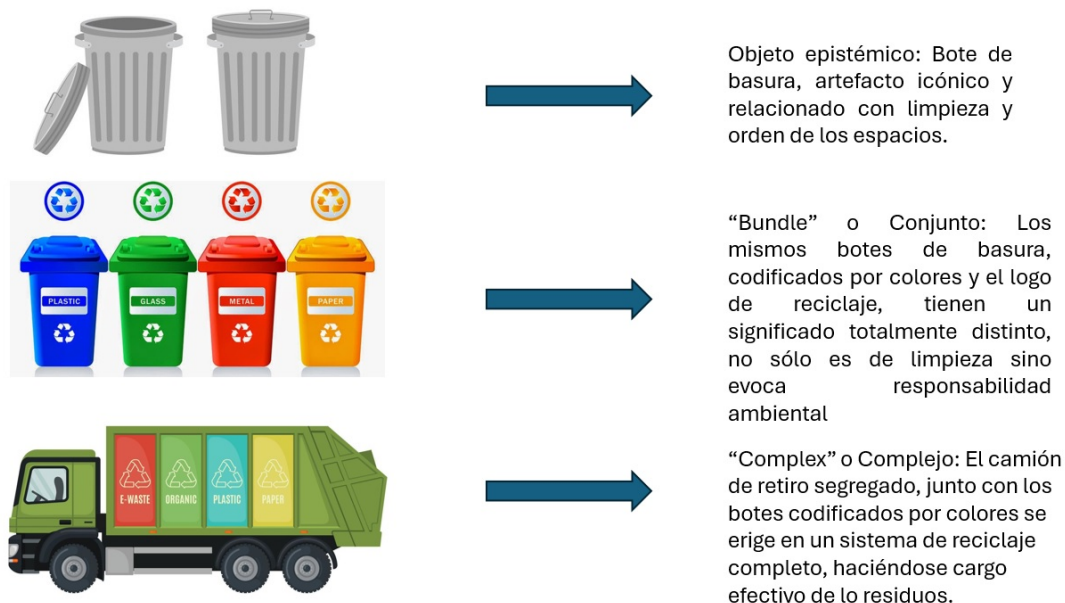 Objeto epistémico: Bote de
basura, artefacto icónico y
relacionado con limpieza y
orden de los espacios.
PLASTIC
GLASS
METAL
PAPER
“Bundle” o Conjunto: Los
mismos botes de basura,
codificados por colores y el logo
de reciclaje, tienen un
significado totalmente distinto,
no sólo es de limpieza sino
evoca responsabilidad
ambiental
E-WASTE
ORGANIC
PLASTIC
PAPER
“Complex” o Complejo: El camión
de retiro segregado, junto con los
botes codificados por colores se
erige en un sistema de reciclaje
completo, haciéndose cargo
efectivo de lo residuos.